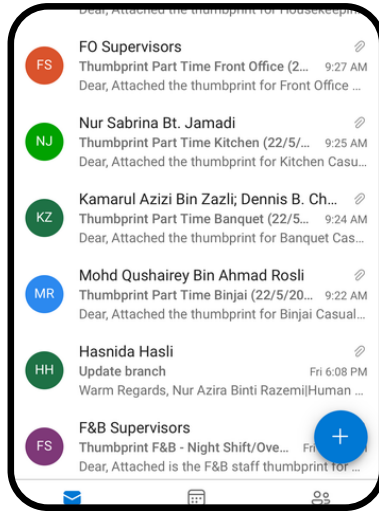 Dear, Attached the thumbprint for Housekeepin...
FS
FO Supervisors
Thumbprint Part Time Front Office (2... 9:27 AM
Dear, Attached the thumbprint for Front Office ...
NJ
Nur Sabrina Bt. Jamadi
Thumbprint Part Time Kitchen (22/5/... 9:25 AM
Dear, Attached the thumbprint for Kitchen Casu...
KZ
Kamarul Azizi Bin Zazli; Dennis B. Ch...
Thumbprint Part Time Banquet (22/5... 9:24 AM
Dear, Attached the thumbprint for Banquet Cas...
MR
Mohd Qushairey Bin Ahmad Rosli
Thumbprint Part Time Binjai (22/5/20... 9:22 AM
Dear, Attached the thumbprint for Binjai Casual...
HH
Hasnida Hasli
Update branch Fri 6:08 PM
Warm Regards, Nur Azira Binti Razemi|Human ...
FS
F&B Supervisors
Thumbprint F&B - Night Shift/Ove... Fri
Dear, Attached is the F&B staff thumbprint for ...